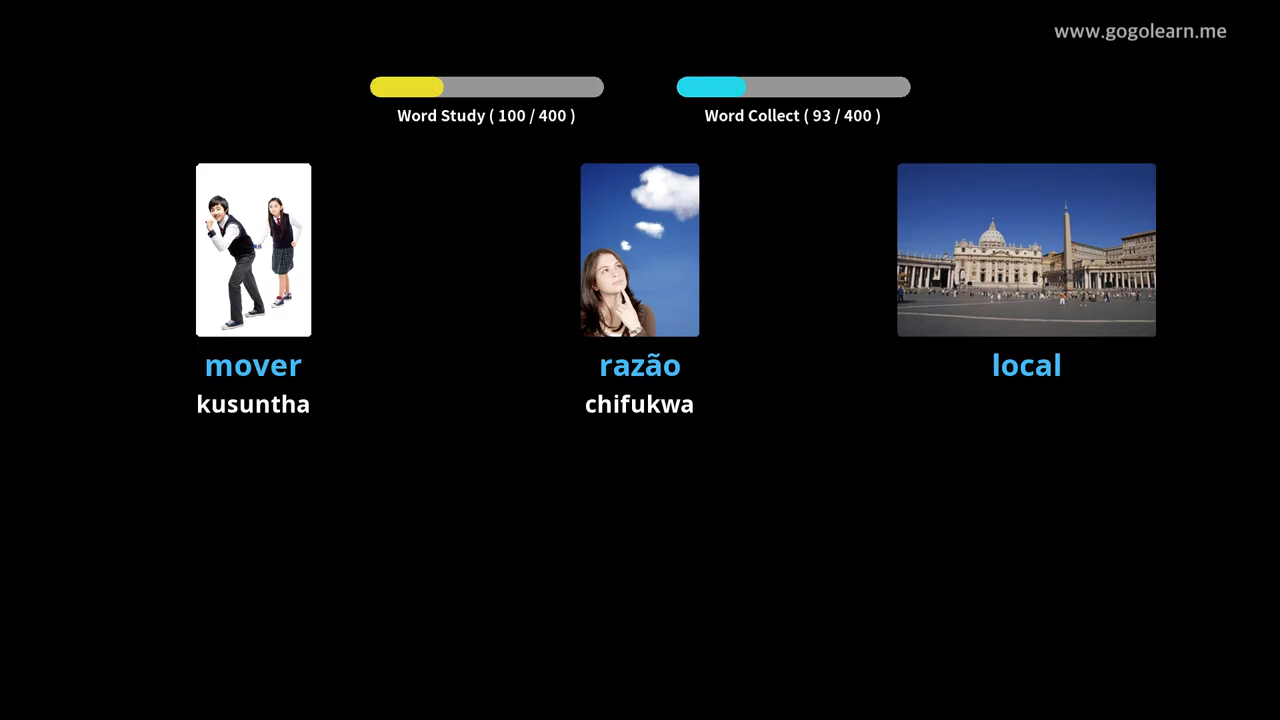 www.gogolearn.me
Word Study ( 100 / 400 )
Word Collect ( 93 / 400 )
mover
kusuntha
razão
chifukwa
local